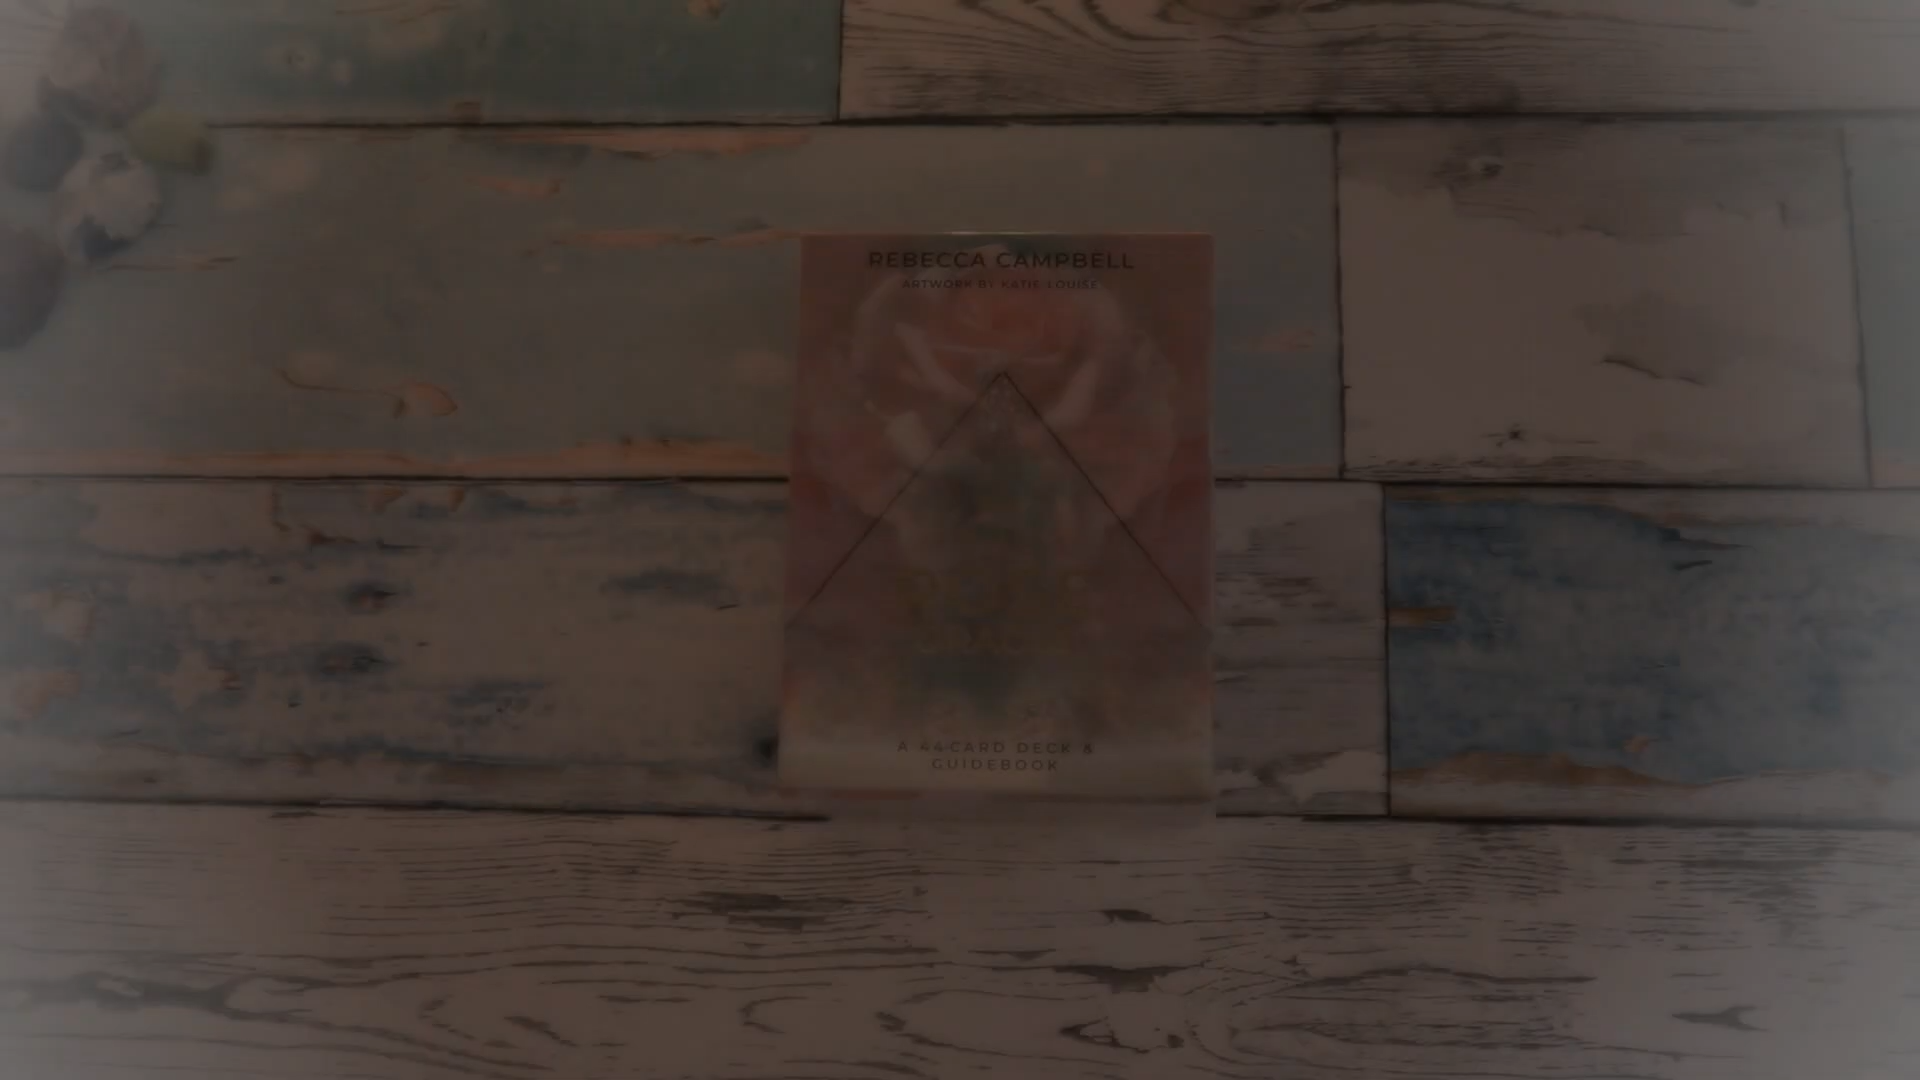 REBECCA CAMPBELL
ARTWORK BY KATIE-LOUISE
A 44-CARD DECK &
GUIDEBOOK